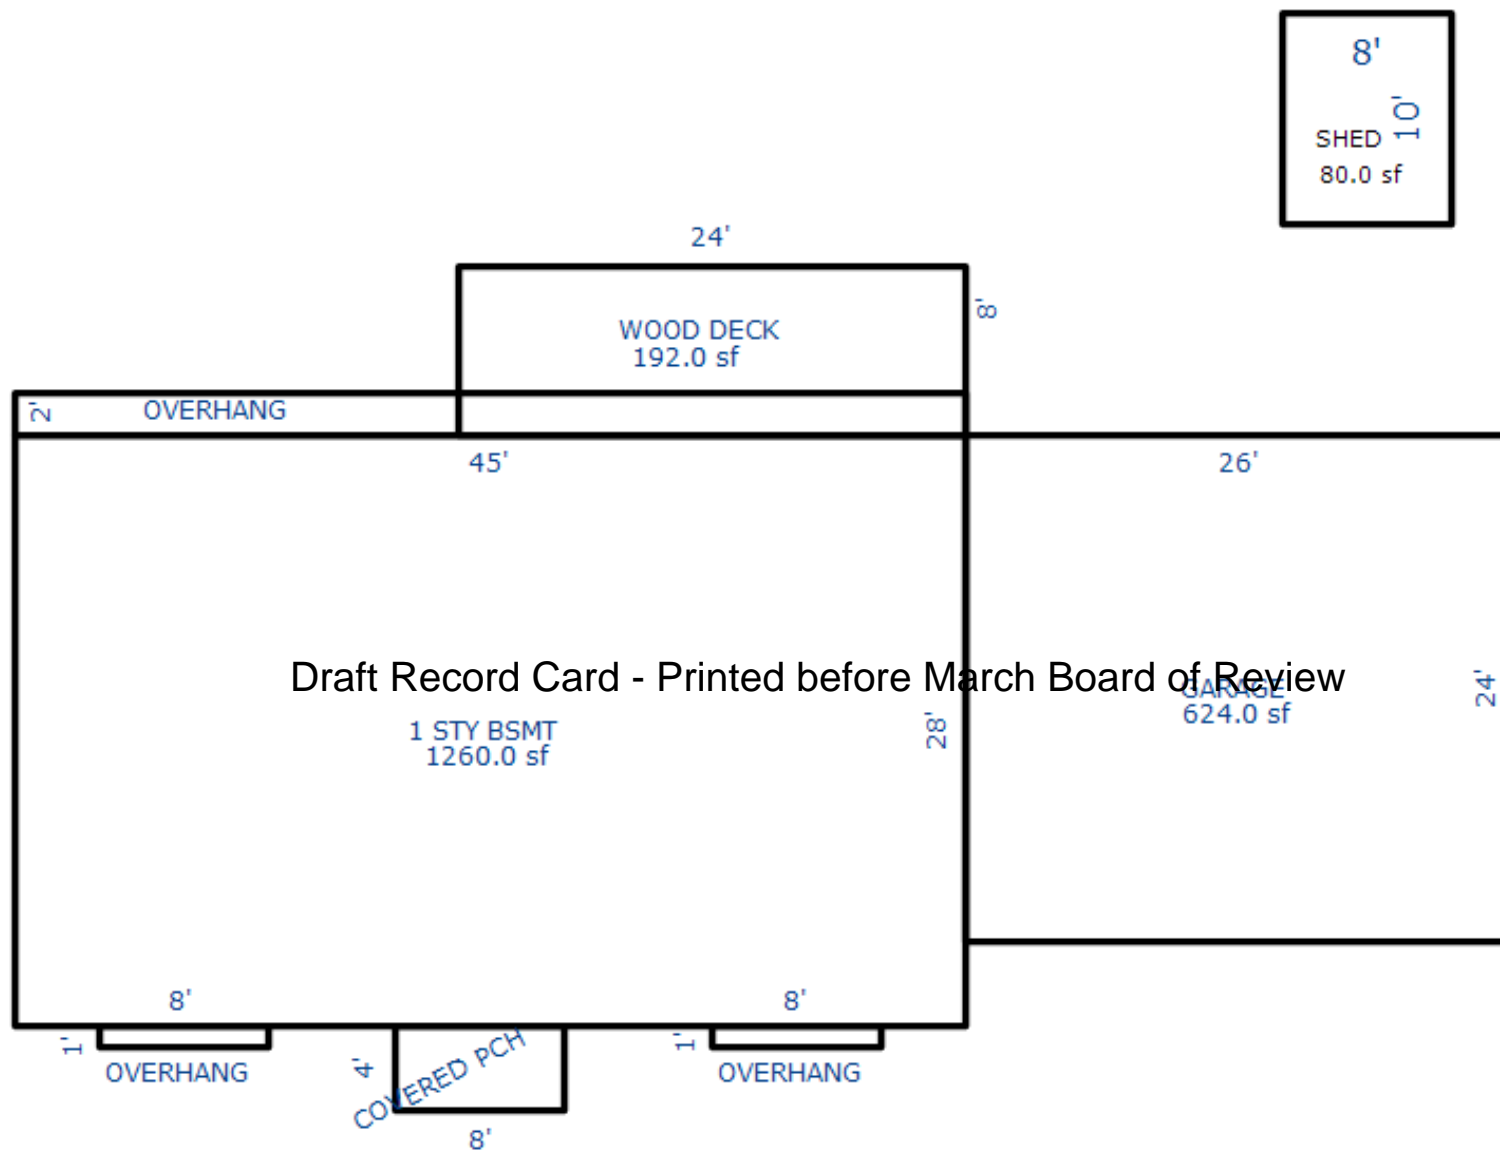 8'
10'
SHED
80.0 sf
24'
8'
WOOD DECK
192.0 sf
2'
OVERHANG
45'
26'
Draft Record Card - Printed before March Board of Review
GARAGE
624.0 sf
24'
1 STY BSMT
1260.0 sf
28'
8'
8'
1'
OVERHANG
4'
COVERED PCH
8'
1'
OVERHANG